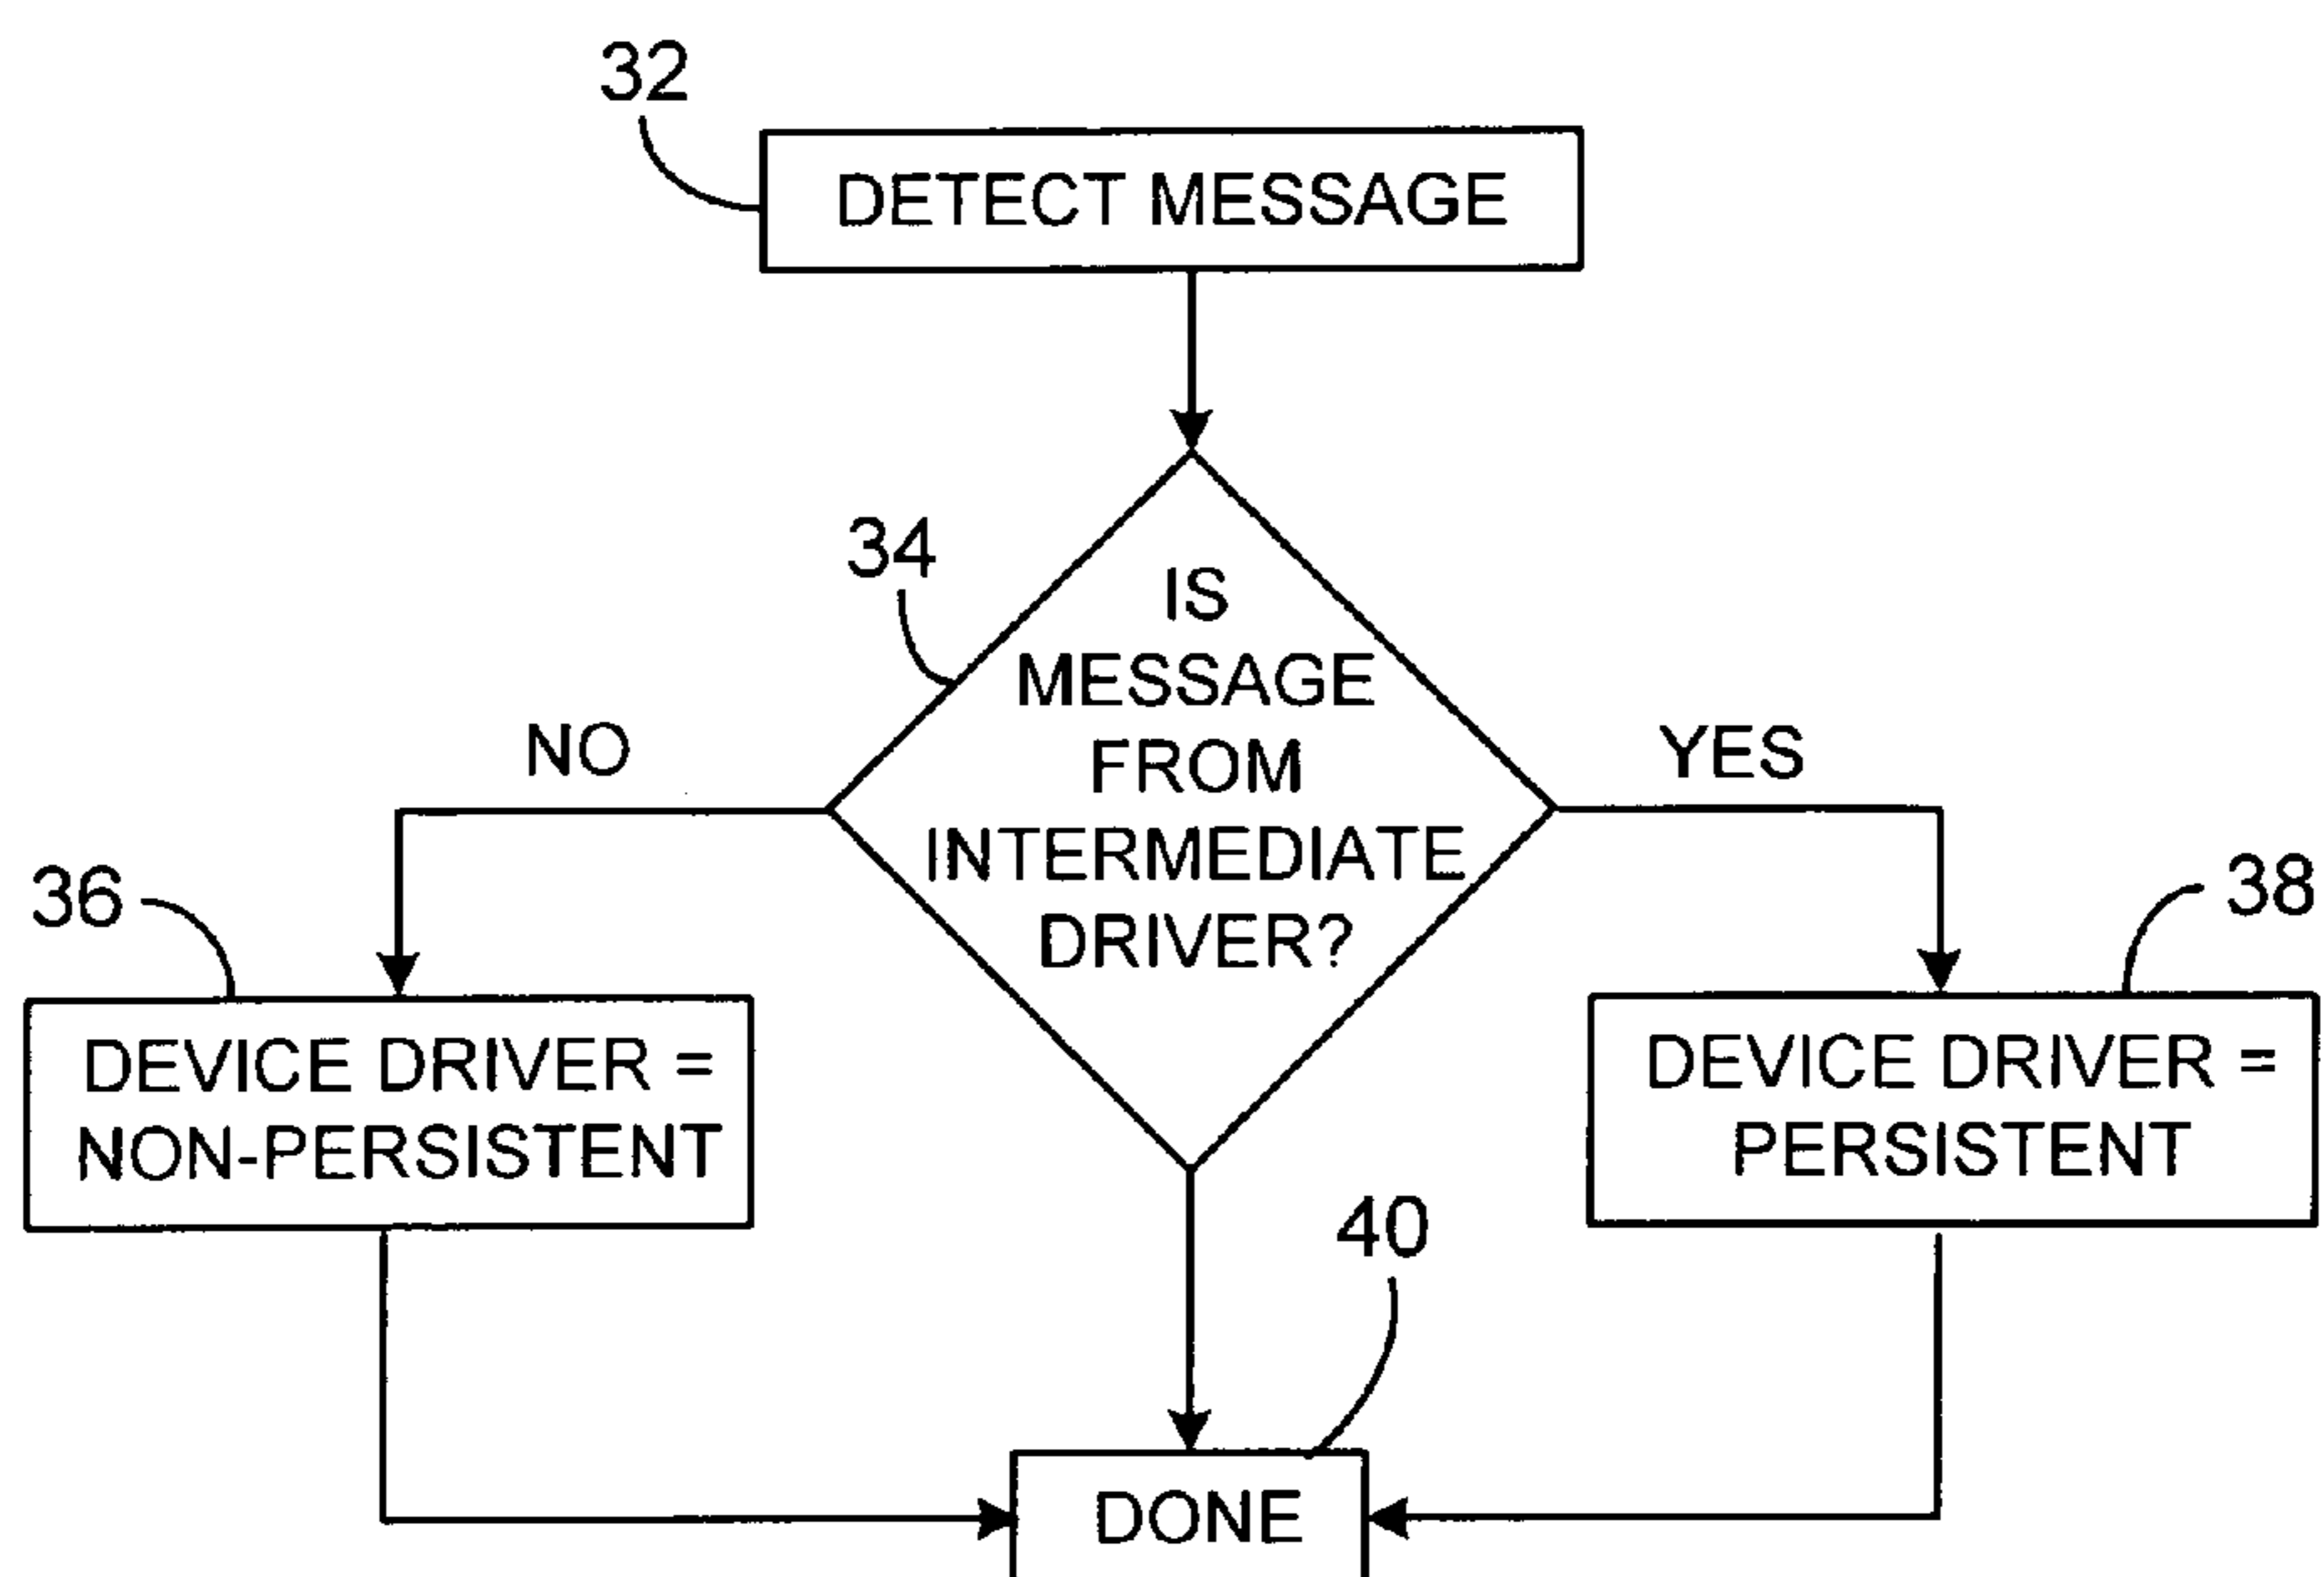 32
DETECT MESSAGE
34
IS
MESSAGE
FROM
INTERMEDIATE
DRIVER?
NO
YES
36
38
DEVICE DRIVER =
NON-PERSISTENT
DEVICE DRIVER =
PERSISTENT
40
DONE